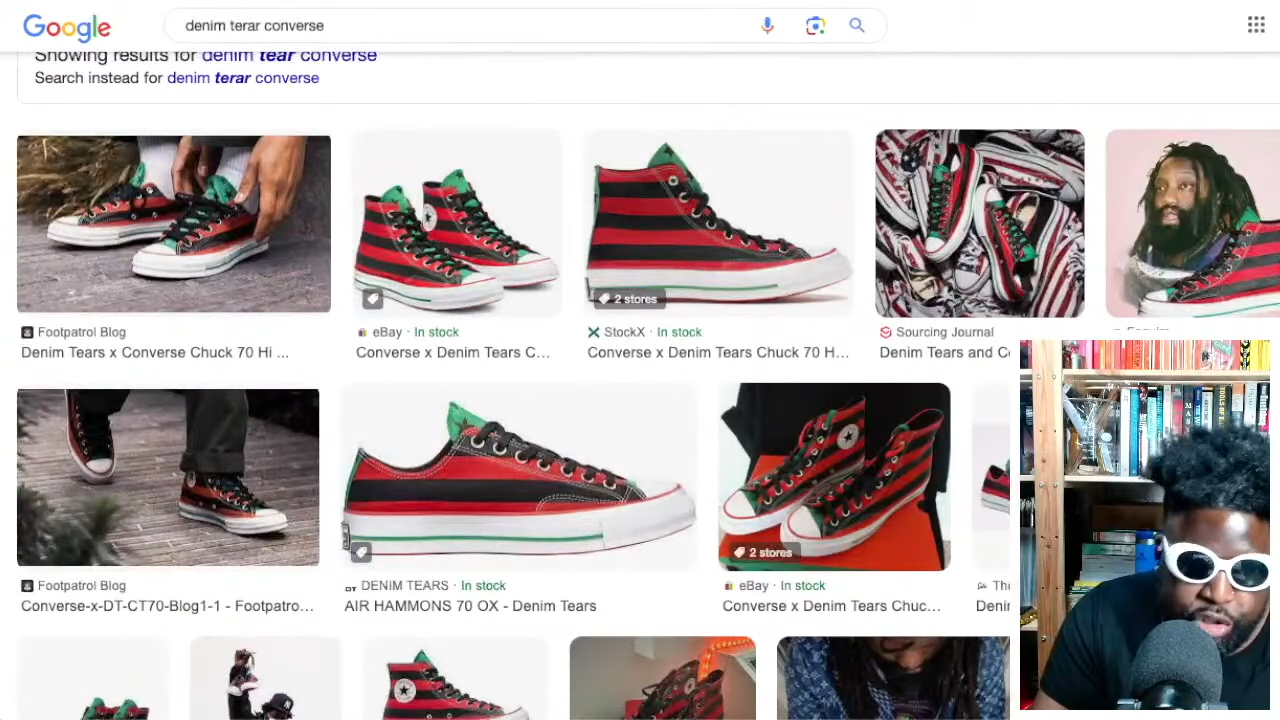 Google
denim terar converse
Showing results for denim tear converse
Search instead for denim terar converse
2 stores
Footpatrol Blog
eBay · In stock
StockX · In stock
Sourcing Journal
Denim Tears x Converse Chuck 70 Hi ...
Converse x Denim Tears C...
Converse x Denim Tears Chuck 70 H...
Denim Tears and Co
2 stores
Footpatrol Blog
DT DENIM TEARS · In stock
eBay · In stock
Converse-x-DT-CT70-Blog1-1 - Footpatro...
AIR HAMMONS 70 OX - Denim Tears
Converse x Denim Tears Chuc...